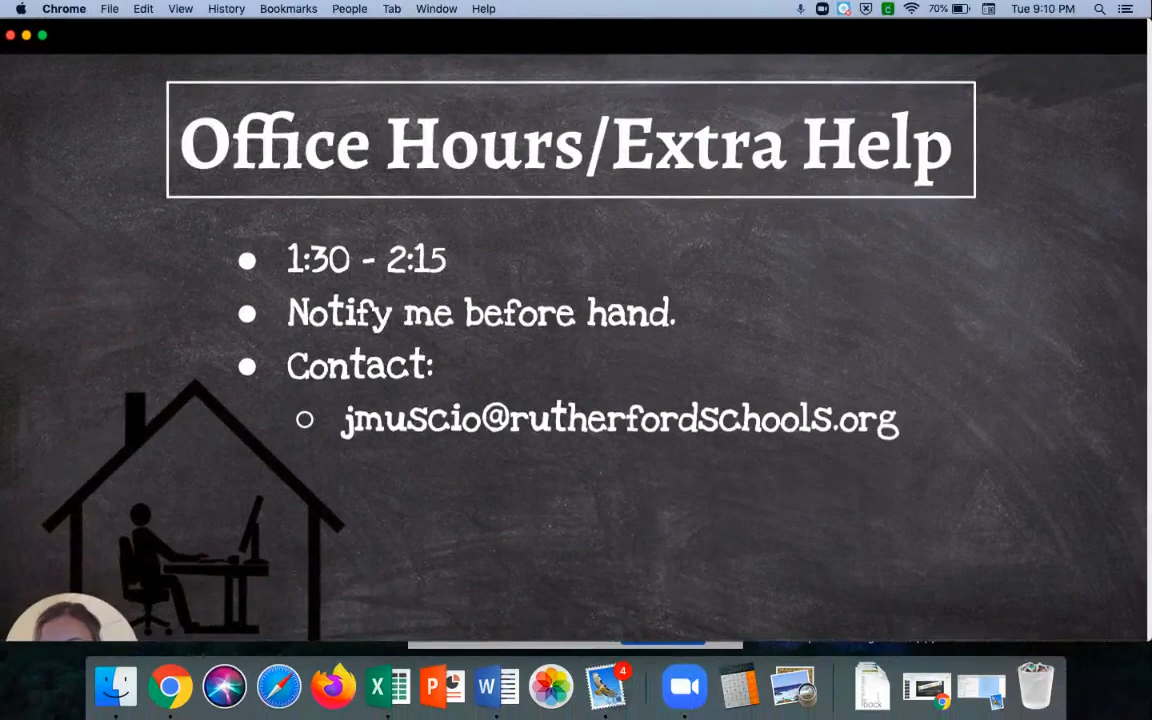 Chrome File Edit View History Bookmarks People Tab Window Help 70% Tue 9:10 PM
Office Hours/Extra Help
1:30 - 2:15
Notify me before hand.
Contact:
jmuscio@rutherfordschools.org
4